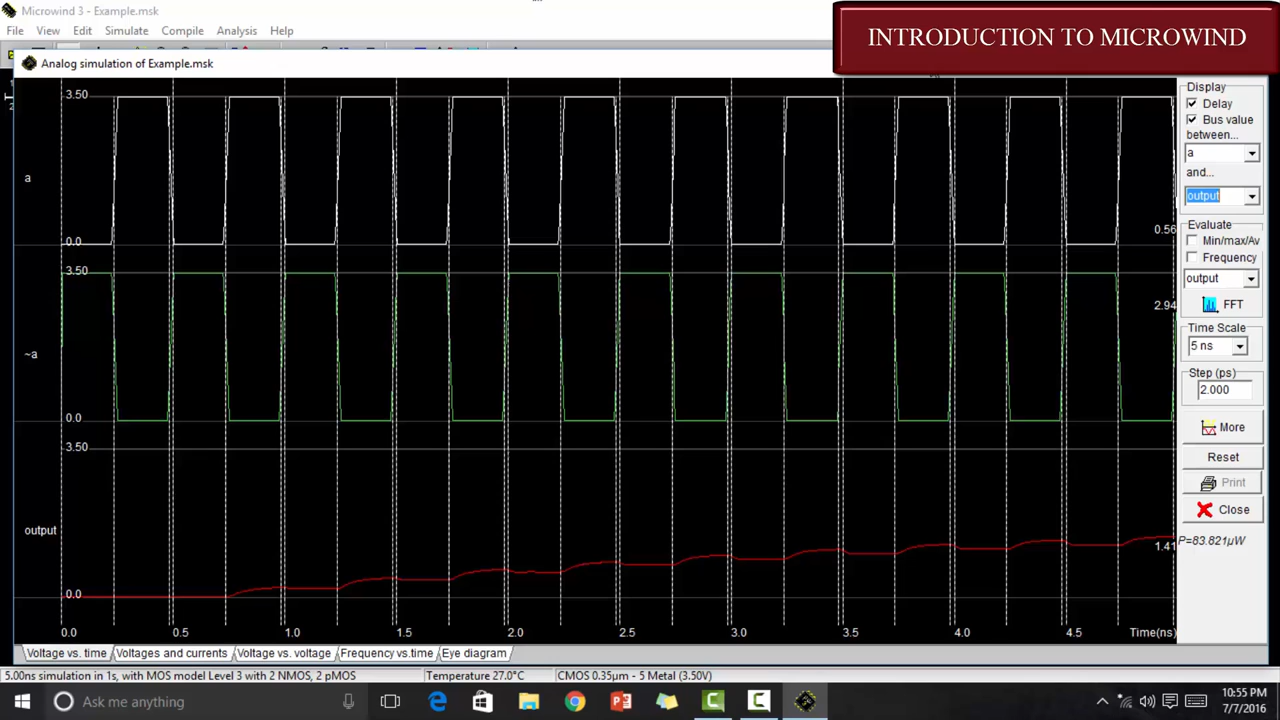 Microwind 3 - Example.msk
INTRODUCTION TO MICROWIND
File View Edit Simulate Compile Analysis Help
Analog simulation of Example.msk
3.50
a
0.0
0.56
3.50
~a
0.0
2.94
3.50
output
0.0
1.41
0.0 0.5 1.0 1.5 2.0 2.5 3.0 3.5 4.0 4.5 Time(ns)
Display
Delay
Bus value
between...
a
and...
output
Evaluate
Min/max/Av
Frequency
output
FFT
Time Scale
5 ns
Step (ps)
2.000
More
Reset
Print
Close
P=83.821µW
Voltage vs. time Voltages and currents Voltage vs. voltage Frequency vs.time Eye diagram
5.00ns simulation in 1s, with MOS model Level 3 with 2 NMOS, 2 pMOS Temperature 27.0°C CMOS 0.35µm - 5 Metal (3.50V)
Ask me anything
10:55 PM
7/7/2016